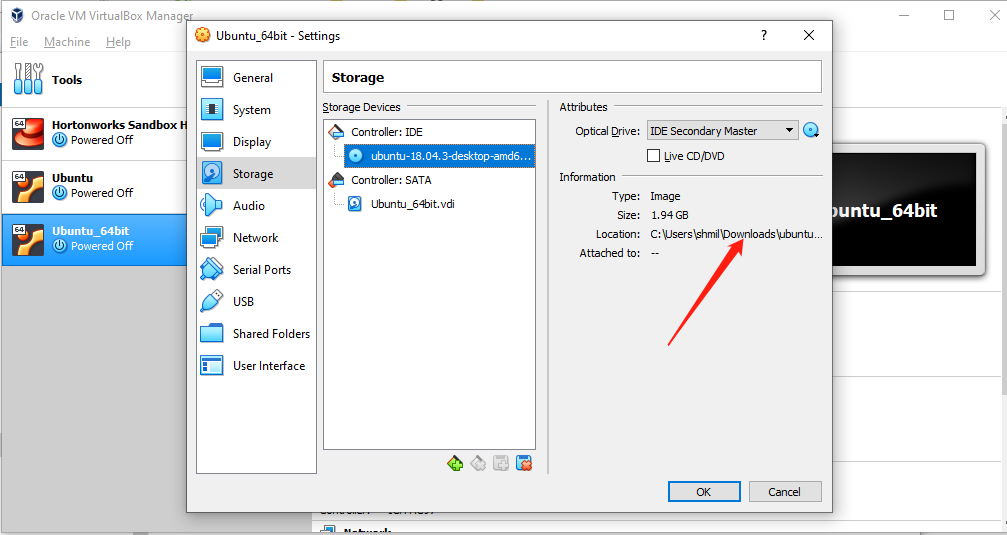 Oracle VM VirtualBox Manager
File Machine Help
Tools
64
Hortonworks Sandbox H
Powered Off
64
Ubuntu
Powered Off
64
Ubuntu_64bit
Powered Off
Ubuntu_64bit - Settings
?
General
System
Display
Storage
Audio
Network
Serial Ports
USB
Shared Folders
User Interface
Storage
Storage Devices
Controller: IDE
ubuntu-18.04.3-desktop-amd6...
Controller: SATA
Ubuntu_64bit.vdi
Attributes
Optical Drive: IDE Secondary Master
Live CD/DVD
Information
Type: Image
Size: 1.94 GB
Location: C:\Users\shmil\Downloads\ubuntu...
Attached to: --
OK
Cancel
buntu_64bit
Network